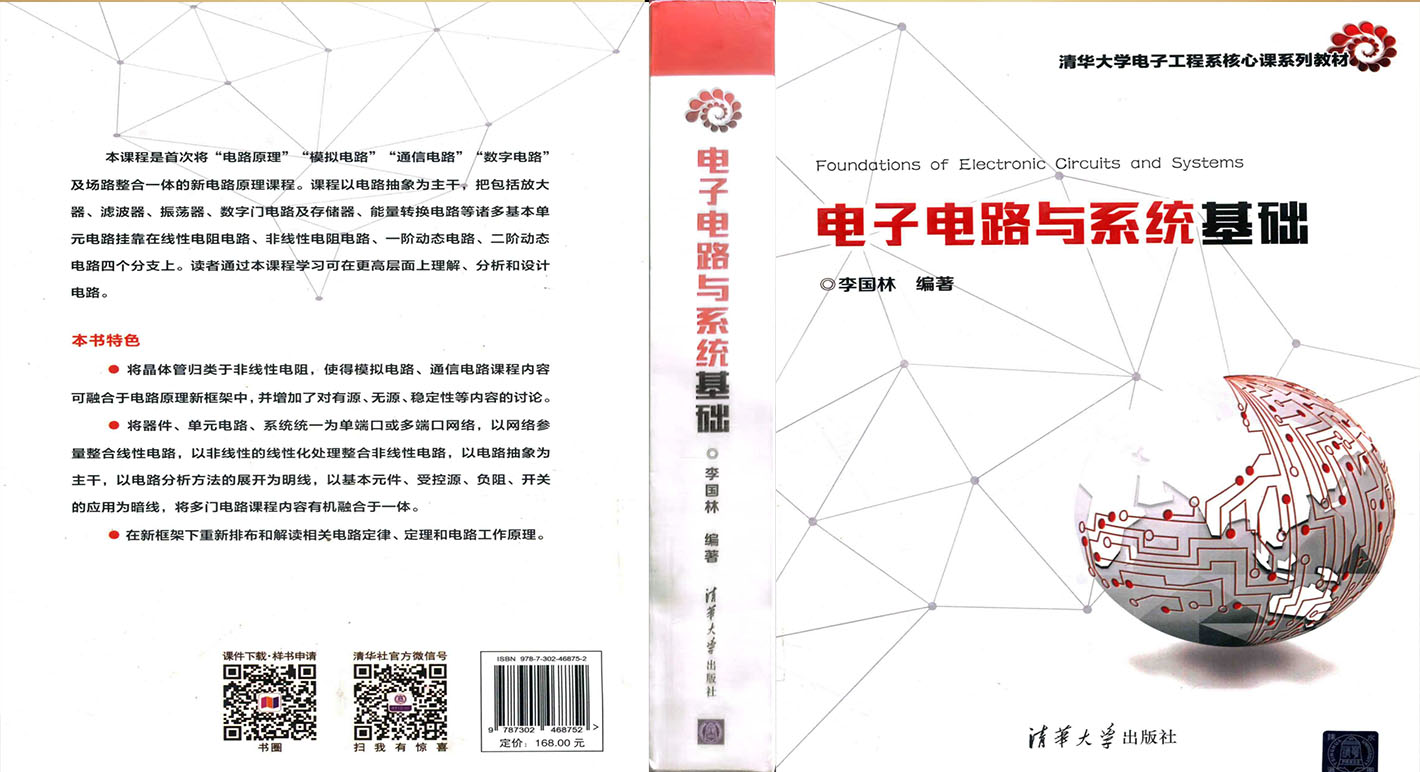 本课程是首次将“电路原理”“模拟电路”“通信电路”“数字电路”
及场路整合一体的新电路原理课程。课程以电路抽象为主干，把包括放大
器、滤波器、振荡器、数字门电路及存储器、能量转换电路等诸多基本单
元电路挂靠在线性电阻电路、非线性电阻电路、一阶动态电路、二阶动态
电路四个分支上。读者通过本课程学习可在更高层面上理解、分析和设计
电路。
本书特色
● 将晶体管归类于非线性电阻，使得模拟电路、通信电路课程内容
可融合于电路原理新框架中，并增加了对有源、无源、稳定性等内容的讨论。
● 将器件、单元电路、系统统一为单端口或多端口网络，以网络参
量整合线性电路，以非线性的线性化处理整合非线性电路，以电路抽象为
主干，以电路分析方法的展开为明线，以基本元件、受控源、负阻、开关
的应用为暗线，将多门电路课程内容有机融合于一体。
● 在新框架下重新排布和解读相关电路定律、定理和电路工作原理。
课件下载·样书申请
书圈
清华社官方微信号
扫我有惊喜
ISBN 978-7-302-46875-2
9 787302 468752 >
定价：168.00 元
电子电路与系统基础
◎李国林 编著
清华大学出版社
清华大学电子工程系核心课系列教材
Foundations of Electronic Circuits and Systems
电子电路与系统基础
◎李国林 编著
清华大学出版社